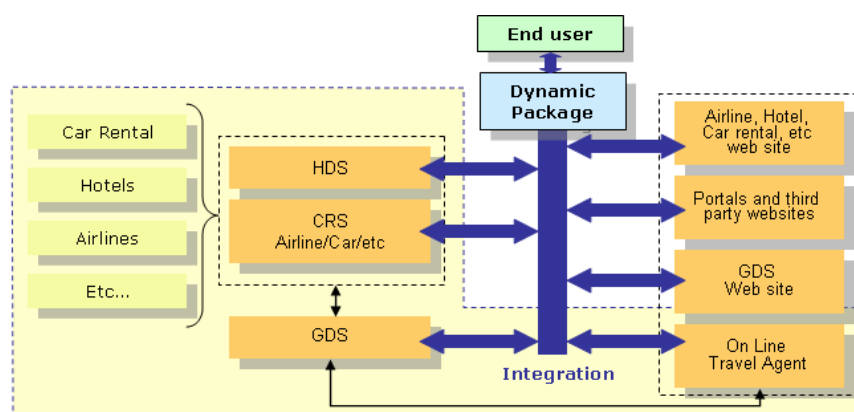 End user
Dynamic
Package
Car Rental
Hotels
Airlines
Etc...
HDS
CRS
Airline/Car/etc
GDS
Integration
Airline, Hotel,
Car rental, etc
web site
Portals and third
party websites
GDS
Web site
On Line
Travel Agent